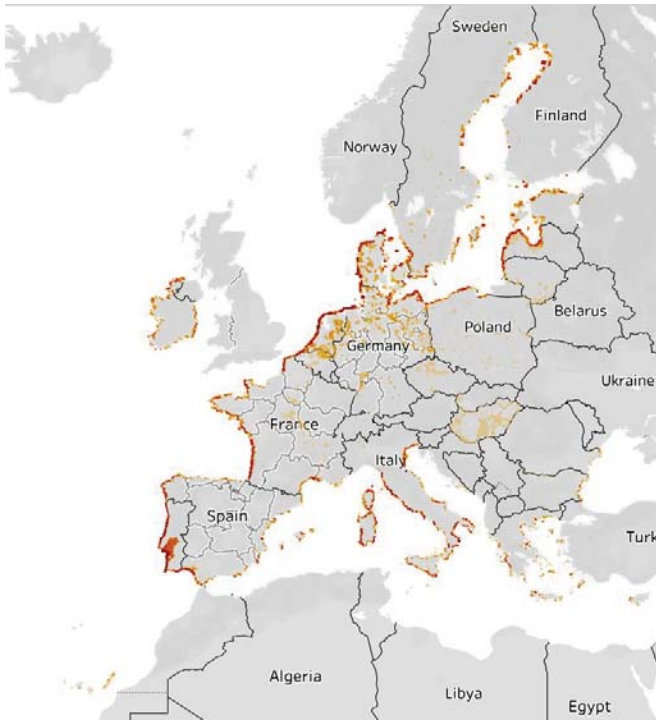 Sweden
Finland
Norway
Belarus
Poland
Germany
Ukraine
France
Italy
Spain
Turk
Algeria
Libya
Egypt